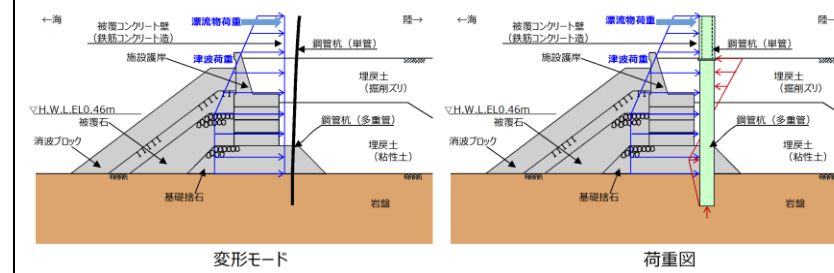 ←海
陸→
被覆コンクリート壁
(鉄筋コンクリート造)
漂流物荷重
施設護岸
津波荷重
鋼管杭(単管)
埋戻土
(掘削ズリ)
▽H.W.L.EL0.46m
被覆石
消波ブロック
鋼管杭(多重管)
埋戻土
(粘性土)
基礎捨石
岩盤
変形モード
←海
陸→
被覆コンクリート壁
(鉄筋コンクリート造)
漂流物荷重
施設護岸
津波荷重
鋼管杭(単管)
埋戻土
(掘削ズリ)
▽H.W.L.EL0.46m
被覆石
消波ブロック
鋼管杭(多重管)
埋戻土
(粘性土)
基礎捨石
岩盤
荷重図